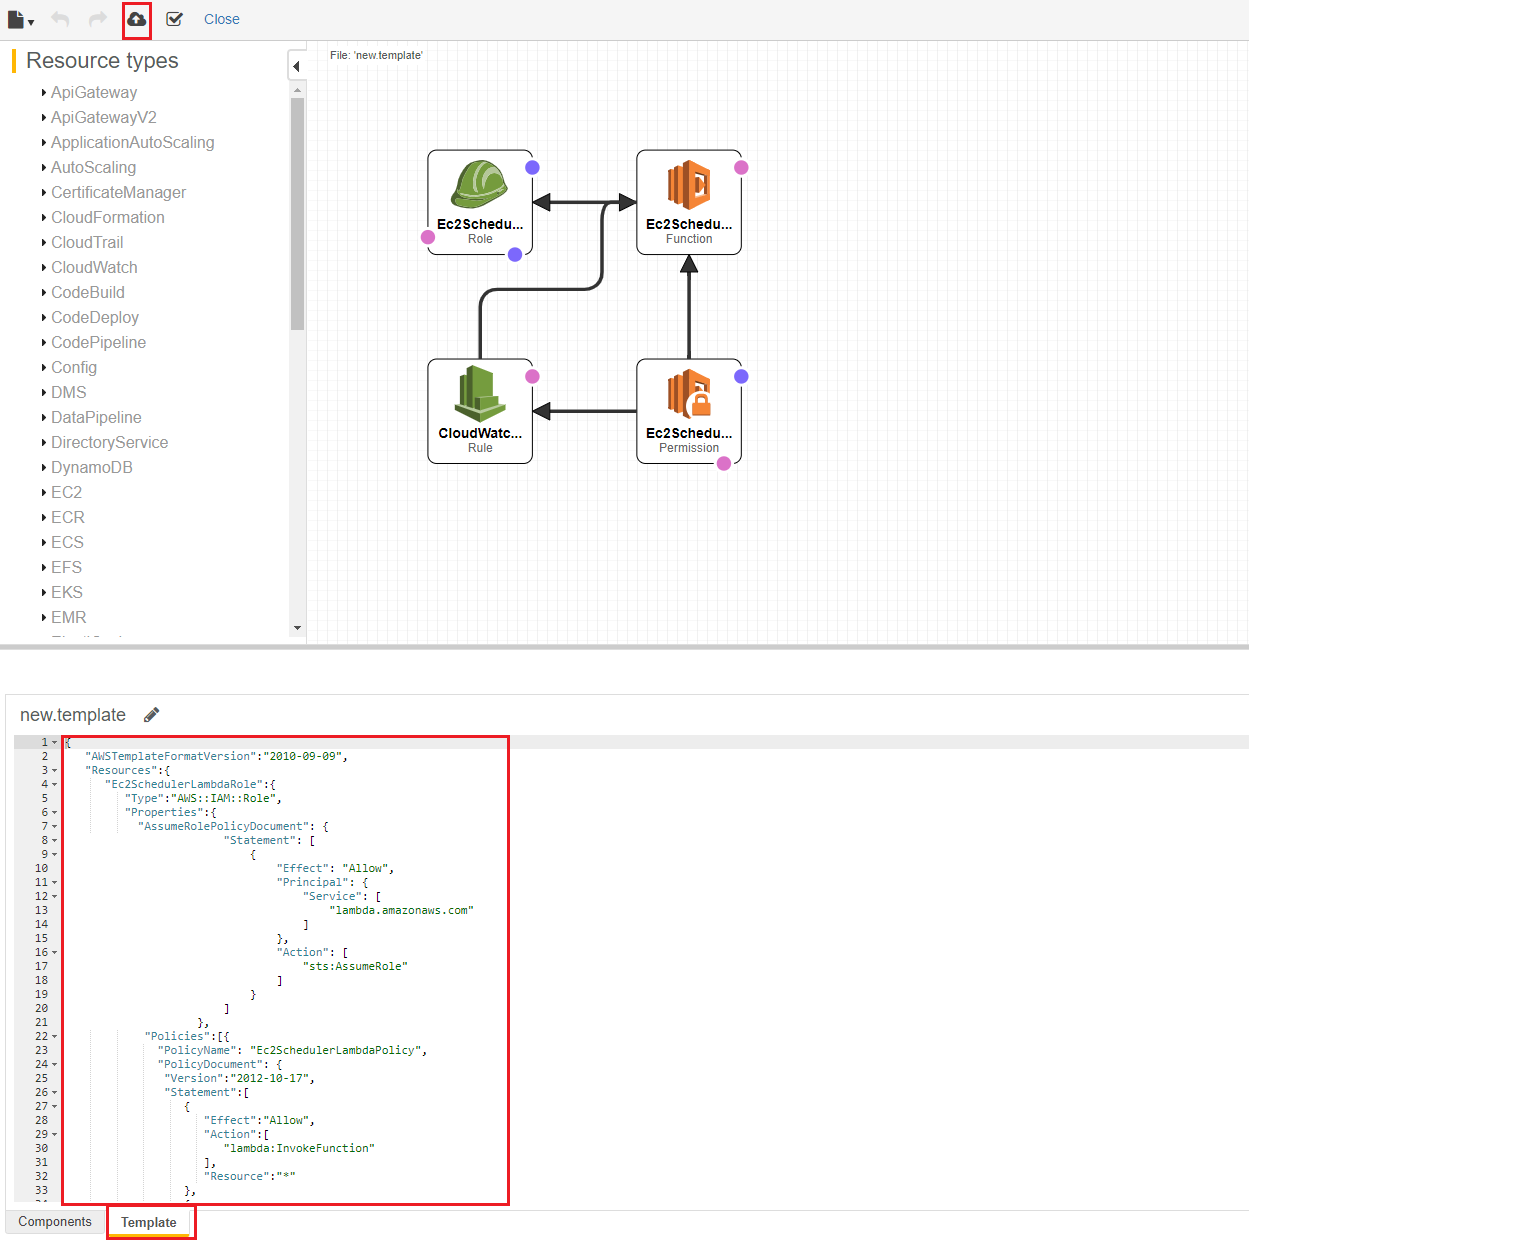 Close
Resource types
ApiGateway
ApiGatewayV2
ApplicationAutoScaling
AutoScaling
CertificateManager
CloudFormation
CloudTrail
CloudWatch
CodeBuild
CodeDeploy
CodePipeline
Config
DMS
DataPipeline
DirectoryService
DynamoDB
EC2
ECR
ECS
EFS
EKS
EMR
File: 'new.template'
Ec2Schedu...
Role
Ec2Schedu...
Function
CloudWatc...
Rule
Ec2Schedu...
Permission
new.template
1 {
2 "AWSTemplateFormatVersion":"2010-09-09",
3 "Resources":{
4 "Ec2SchedulerLambdaRole":{
5 "Type":"AWS::IAM::Role",
6 "Properties":{
7 "AssumeRolePolicyDocument": {
8 "Statement": [
9 {
10 "Effect": "Allow",
11 "Principal": {
12 "Service": [
13 "lambda.amazonaws.com"
14 ]
15 },
16 "Action": [
17 "sts:AssumeRole"
18 ]
19 }
20 ]
21 },
22 "Policies":[{
23 "PolicyName": "Ec2SchedulerLambdaPolicy",
24 "PolicyDocument": {
25 "Version":"2012-10-17",
26 "Statement":[
27 {
28 "Effect":"Allow",
29 "Action":[
30 "lambda:InvokeFunction"
31 ],
32 "Resource":"*"
33 },
Components
Template